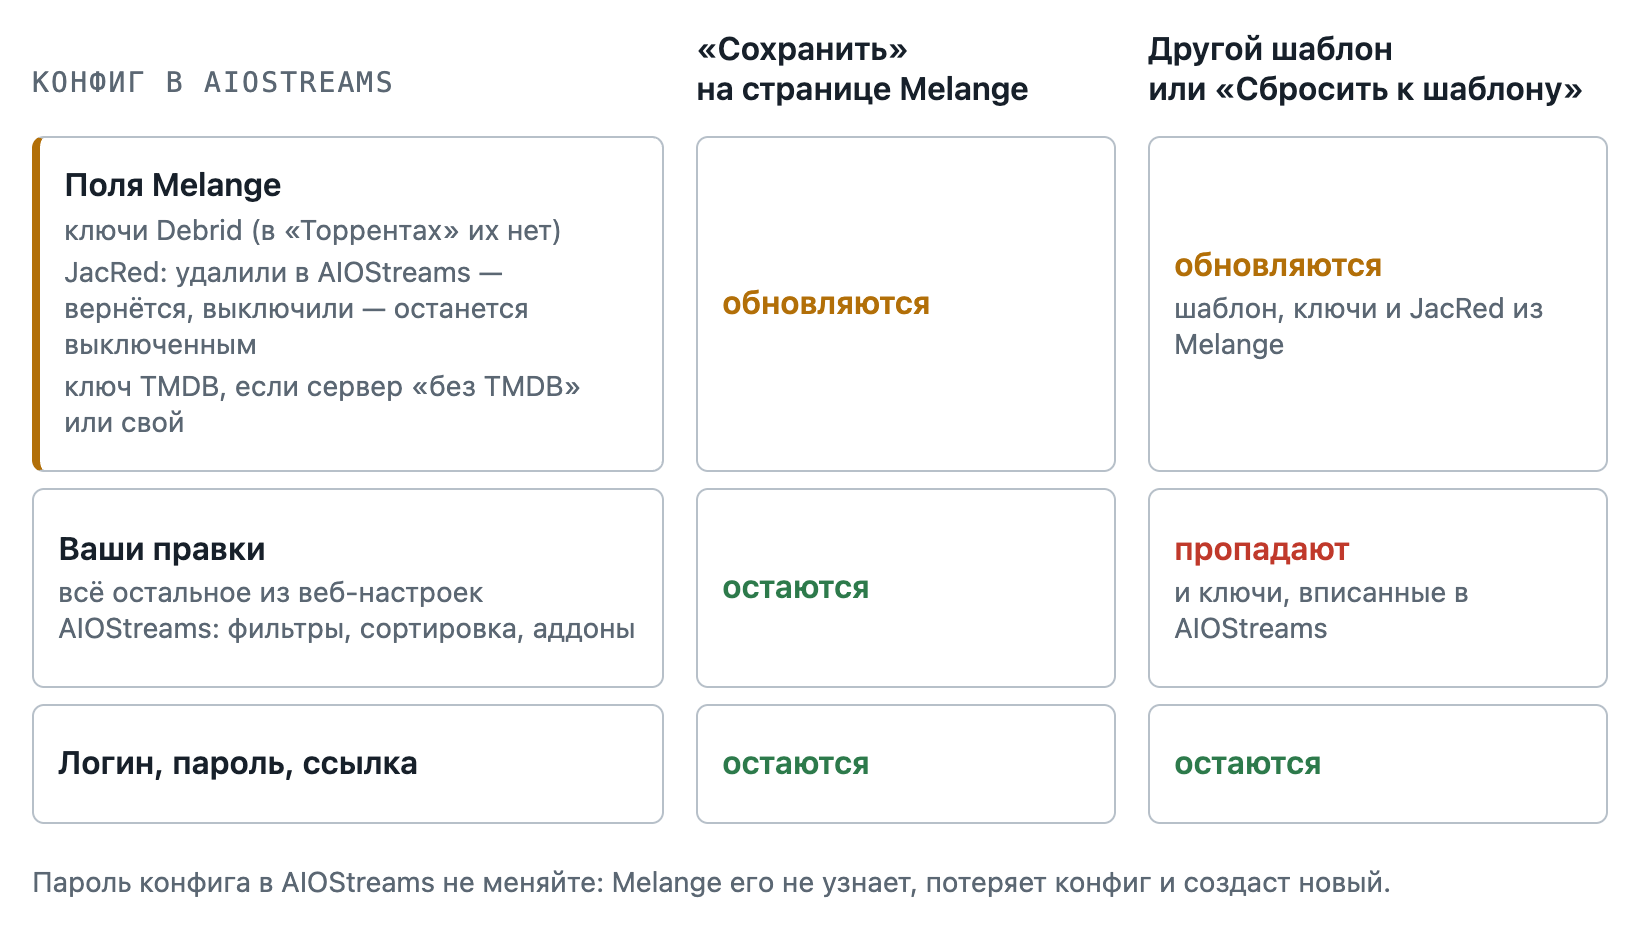 КОНФИГ В AIOSTREAMS
«Сохранить»
на странице Melange
Другой шаблон
или «Сбросить к шаблону»
Поля Melange
ключи Debrid (в «Торрентах» их нет)
JacRed: удалили в AIOStreams —
вернётся, выключили — останется
выключенным
ключ TMDB, если сервер «без TMDB»
или свой
обновляются
обновляются
шаблон, ключи и JacRed из
Melange
Ваши правки
всё остальное из веб-настроек
AIOStreams: фильтры, сортировка, аддоны
остаются
пропадают
и ключи, вписанные в
AIOStreams
Логин, пароль, ссылка
остаются
остаются
Пароль конфига в AIOStreams не меняйте: Melange его не узнает, потеряет конфиг и создаст новый.